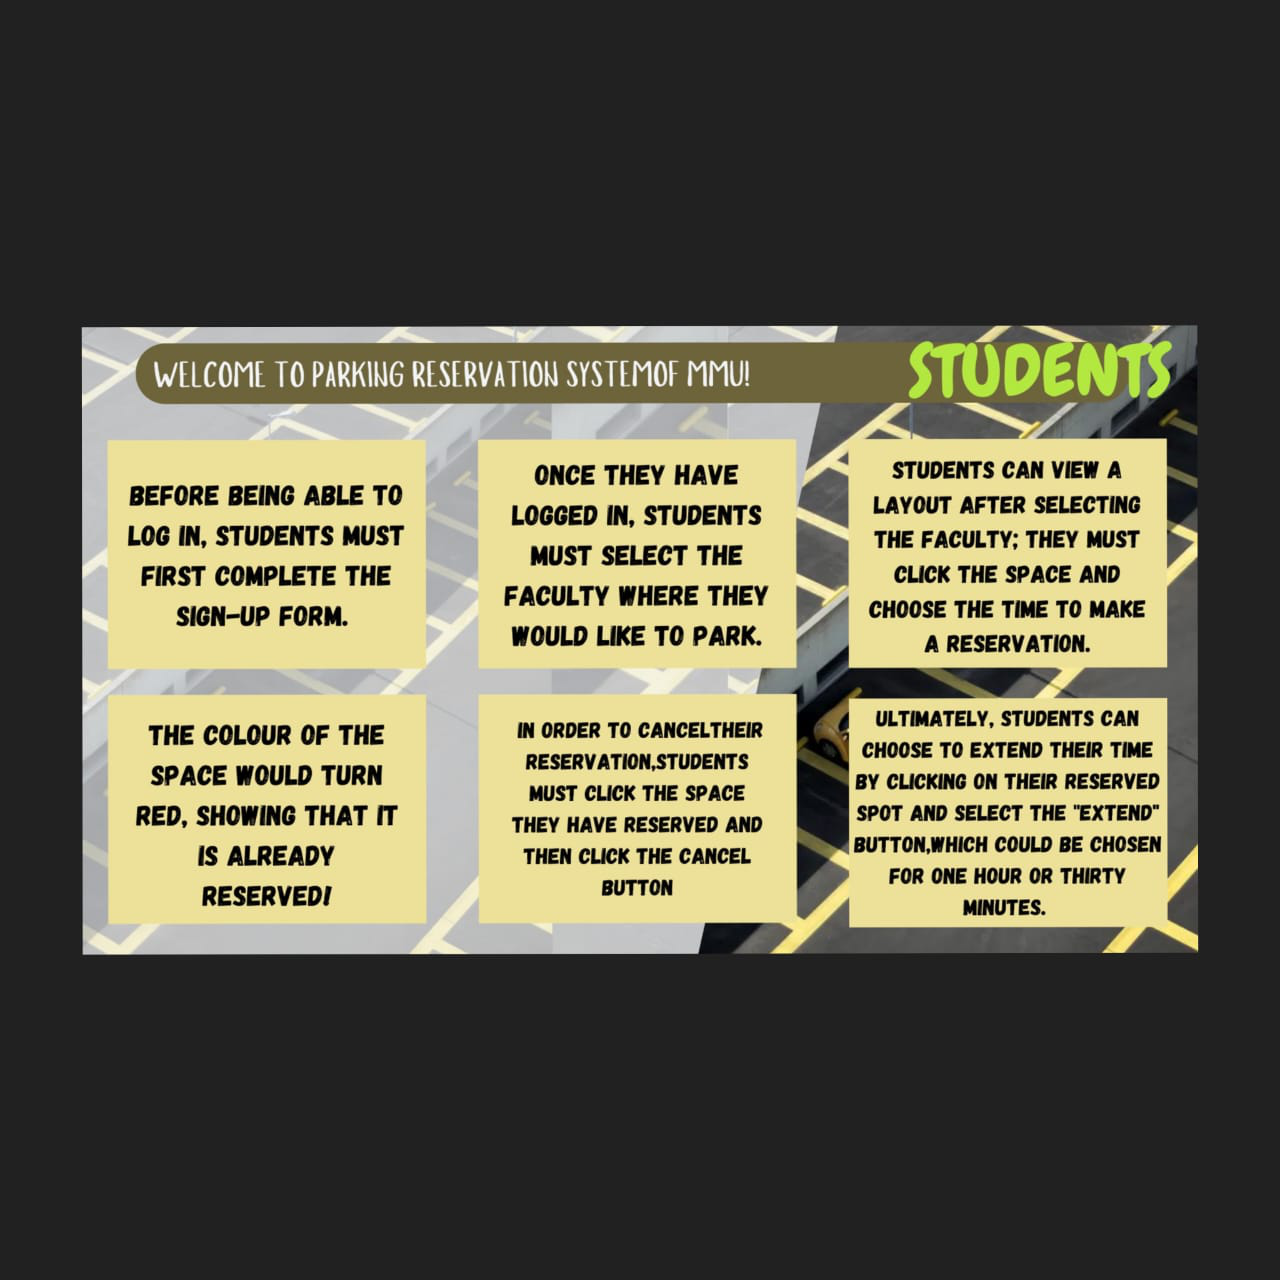 WELCOME TO PARKING RESERVATION SYSTEMOF MMU!
STUDENTS
BEFORE BEING ABLE TO
LOG IN, STUDENTS MUST
FIRST COMPLETE THE
SIGN-UP FORM.
ONCE THEY HAVE
LOGGED IN, STUDENTS
MUST SELECT THE
FACULTY WHERE THEY
WOULD LIKE TO PARK.
STUDENTS CAN VIEW A
LAYOUT AFTER SELECTING
THE FACULTY; THEY MUST
CLICK THE SPACE AND
CHOOSE THE TIME TO MAKE
A RESERVATION.
THE COLOUR OF THE
SPACE WOULD TURN
RED, SHOWING THAT IT
IS ALREADY
RESERVED!
IN ORDER TO CANCELTHEIR
RESERVATION,STUDENTS
MUST CLICK THE SPACE
THEY HAVE RESERVED AND
THEN CLICK THE CANCEL
BUTTON
ULTIMATELY, STUDENTS CAN
CHOOSE TO EXTEND THEIR TIME
BY CLICKING ON THEIR RESERVED
SPOT AND SELECT THE "EXTEND"
BUTTON,WHICH COULD BE CHOSEN
FOR ONE HOUR OR THIRTY
MINUTES.